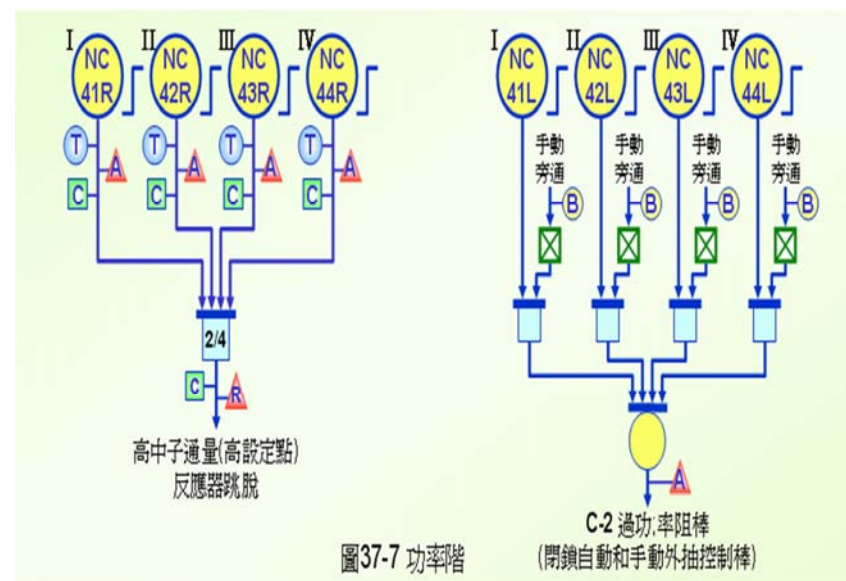 I II III IV I II III IV
NC NC NC NC NC NC NC NC
41R 42R 43R 44R 41L 42L 43L 44L
T T T T
A A A A
C C C C
手動 手動 手動 手動
旁通 旁通 旁通 旁通
B B B B
2/4
C R
高中子通量(高設定點)
反應器跳脫
A
C-2 過功;率阻棒
(閉鎖自動和手動外抽控制棒)
圖37-7 功率階